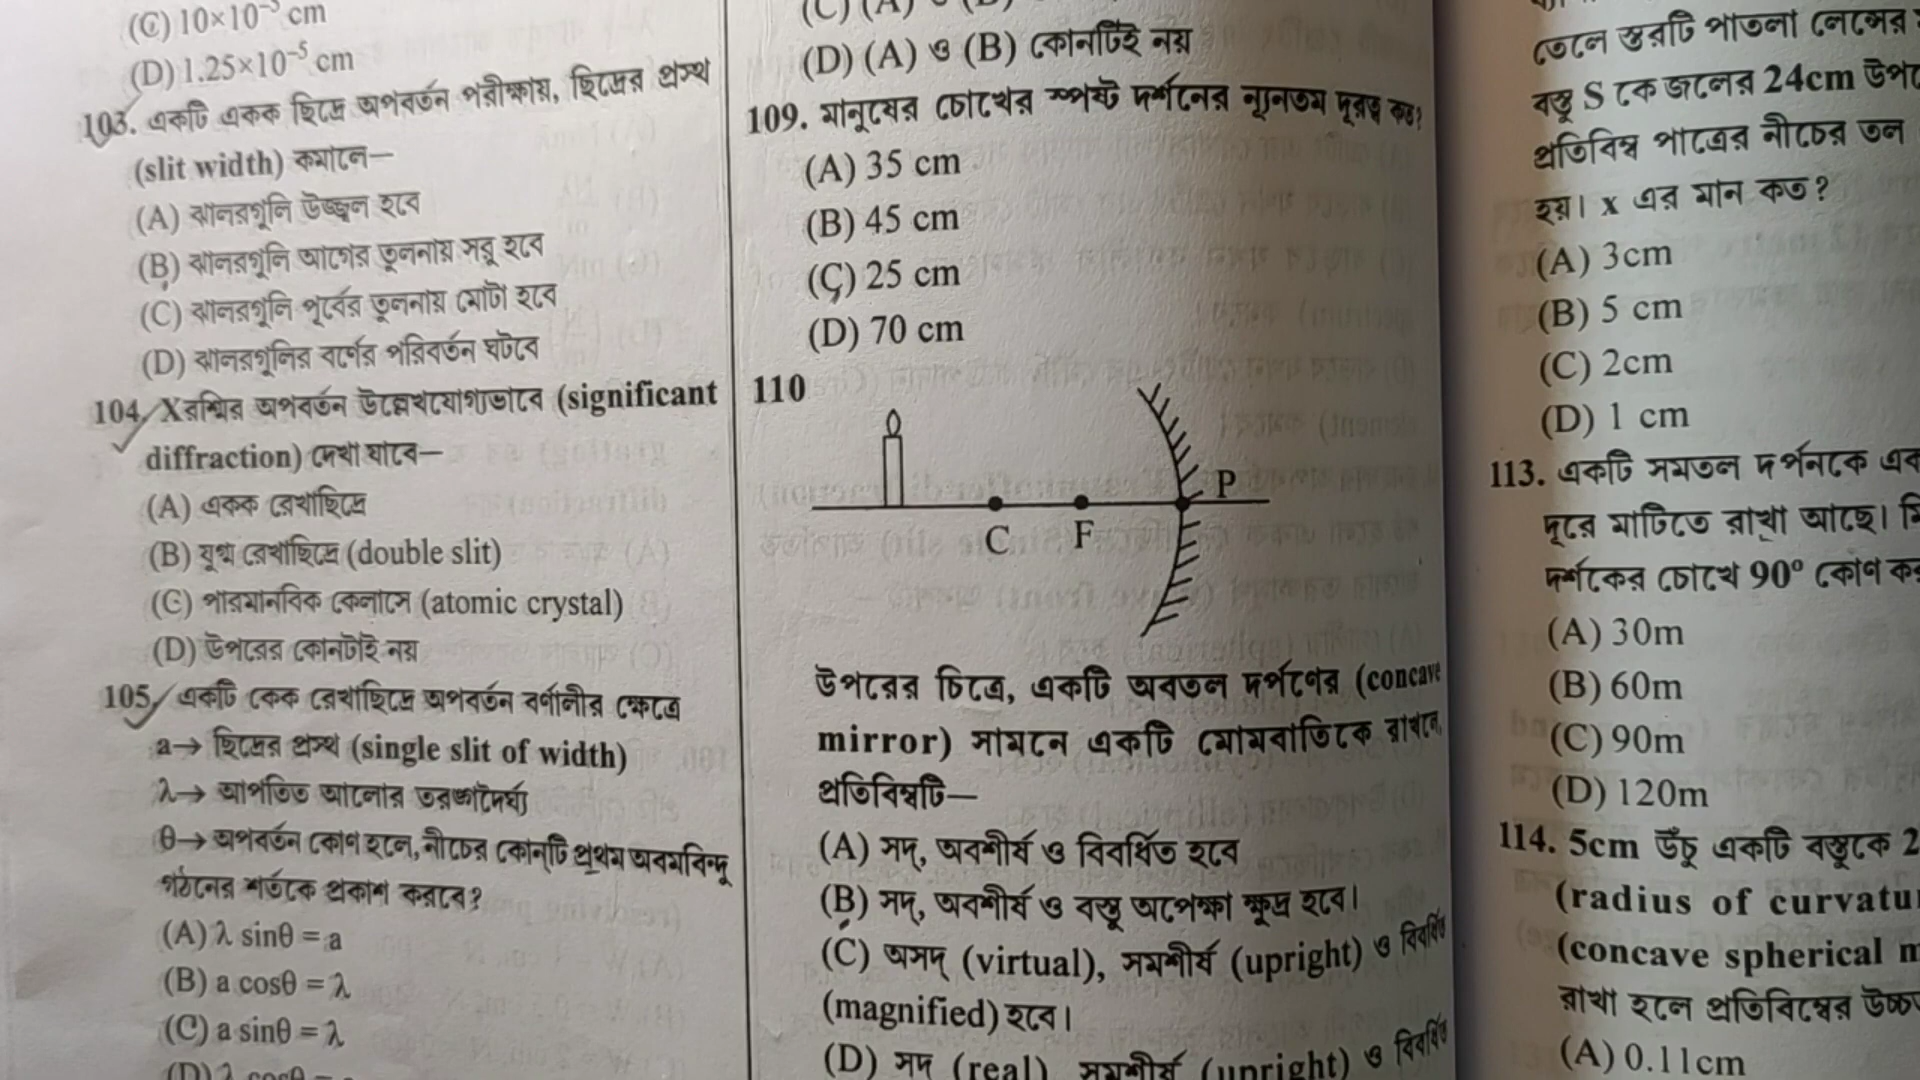 (C) 10×10⁻⁵ cm
(D) 1.25×10⁻⁵ cm
103. একটি একক ছিদ্রে অপবর্তন পরীক্ষায়, ছিদ্রের প্রস্থ
(slit width) কমালে—
(A) ঝালরগুলি উজ্জ্বল হবে
(B) ঝালরগুলি আগের তুলনায় সরু হবে
(C) ঝালরগুলি পূর্বের তুলনায় মোটা হবে
(D) ঝালরগুলির বর্ণের পরিবর্তন ঘটবে
104. Xরশ্মির অপবর্তন উল্লেখযোগ্যভাবে (significant
diffraction) দেখা যাবে—
(A) একক রেখাছিদ্রে
(B) যুগ্ম রেখাছিদ্রে (double slit)
(C) পারমানবিক কেলাসে (atomic crystal)
(D) উপরের কোনটাই নয়
105. একটি কেক রেখাছিদ্রে অপবর্তন বর্ণালীর ক্ষেত্রে
a→ ছিদ্রের প্রস্থ (single slit of width)
λ→ আপতিত আলোর তরঙ্গদৈর্ঘ্য
θ→ অপবর্তন কোণ হলে, নীচের কোন্‌টি প্রথম অবমবিন্দু
গঠনের শর্তকে প্রকাশ করবে?
(A) λ sinθ = a
(B) a cosθ = λ
(C) a sinθ = λ
(D) λ cosθ =
(C) (A)
(D) (A) ও (B) কোনটিই নয়
109. মানুষের চোখের স্পষ্ট দর্শনের ন্যূনতম দূরত্ব কত?
(A) 35 cm
(B) 45 cm
(C) 25 cm
(D) 70 cm
110
P
C F
উপরের চিত্রে, একটি অবতল দর্পণের (concave
mirror) সামনে একটি মোমবাতিকে রাখলে,
প্রতিবিম্বটি—
(A) সদ্, অবশীর্ষ ও বিবর্ধিত হবে
(B) সদ্, অবশীর্ষ ও বস্তু অপেক্ষা ক্ষুদ্র হবে।
(C) অসদ্ (virtual), সমশীর্ষ (upright) ও বিবর্ধিত
(magnified) হবে।
(D) সদ্ (real), সমশীর্ষ (upright) ও বিবর্ধিত
তেলে স্তরটি পাতলা লেন্সের
বস্তু S কে জলের 24cm
প্রতিবিম্ব পাত্রের নীচের তল
হয়। x এর মান কত?
(A) 3cm
(B) 5 cm
(C) 2cm
(D) 1 cm
113. একটি সমতল দর্পনকে
দূরে মাটিতে রাখা আছে।
দর্শকের চোখে 90° কোণ
(A) 30m
(B) 60m
(C) 90m
(D) 120m
114. 5cm উঁচু একটি বস্তুকে 2
(radius of
(concave spherical
রাখা হলে প্রতিবিম্বের
(A) 0.11cm